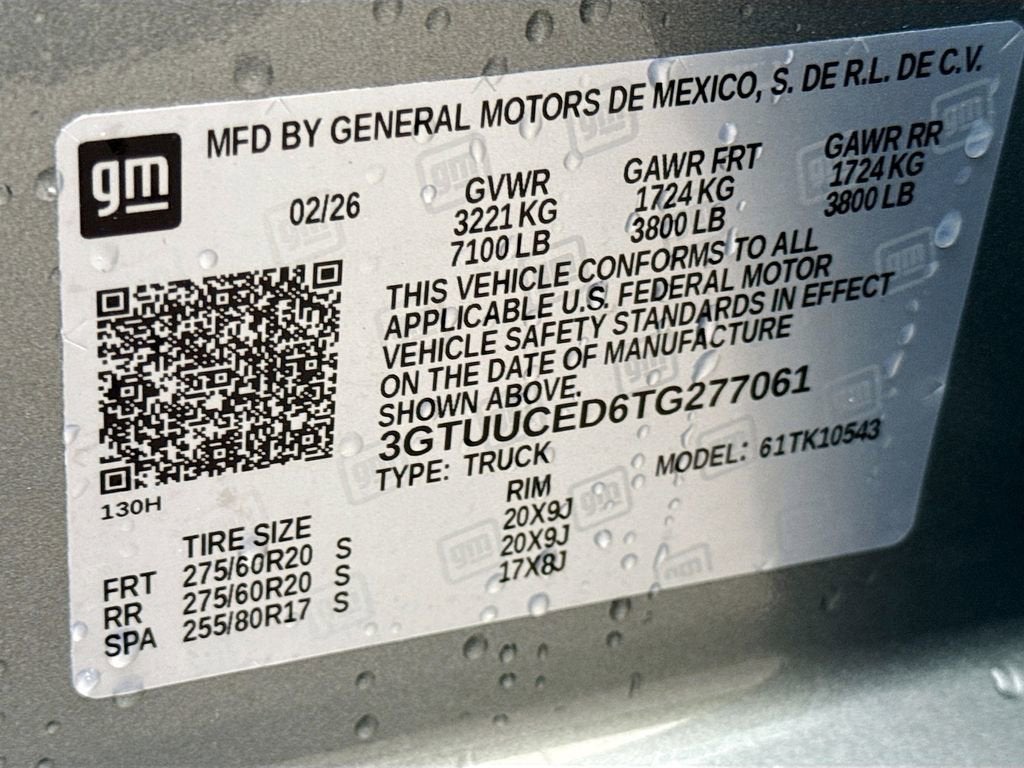 gm
MFD BY GENERAL MOTORS DE MEXICO, S. DE R.L. DE C.V.
02/26 GVWR GAWR FRT GAWR RR
3221 KG 1724 KG 1724 KG
7100 LB 3800 LB 3800 LB
THIS VEHICLE CONFORMS TO ALL
APPLICABLE U.S. FEDERAL MOTOR
VEHICLE SAFETY STANDARDS IN EFFECT
ON THE DATE OF MANUFACTURE
SHOWN ABOVE.
3GTUUCED6TG277061
TYPE: TRUCK MODEL: 61TK10543
130H
TIRE SIZE RIM
FRT 275/60R20 S 20X9J
RR 275/60R20 S 20X9J
SPA 255/80R17 S 17X8J